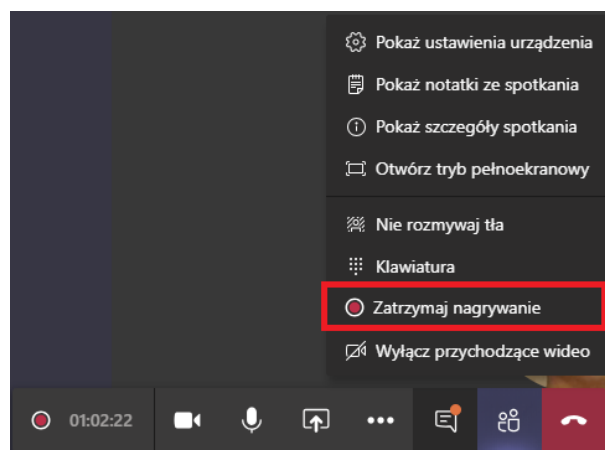 Pokaż ustawienia urządzenia
Pokaż notatki ze spotkania
Pokaż szczegóły spotkania
Otwórz tryb pełnoekranowy
Nie rozmywaj tła
Klawiatura
Zatrzymaj nagrywanie
Wyłącz przychodzące wideo
01:02:22